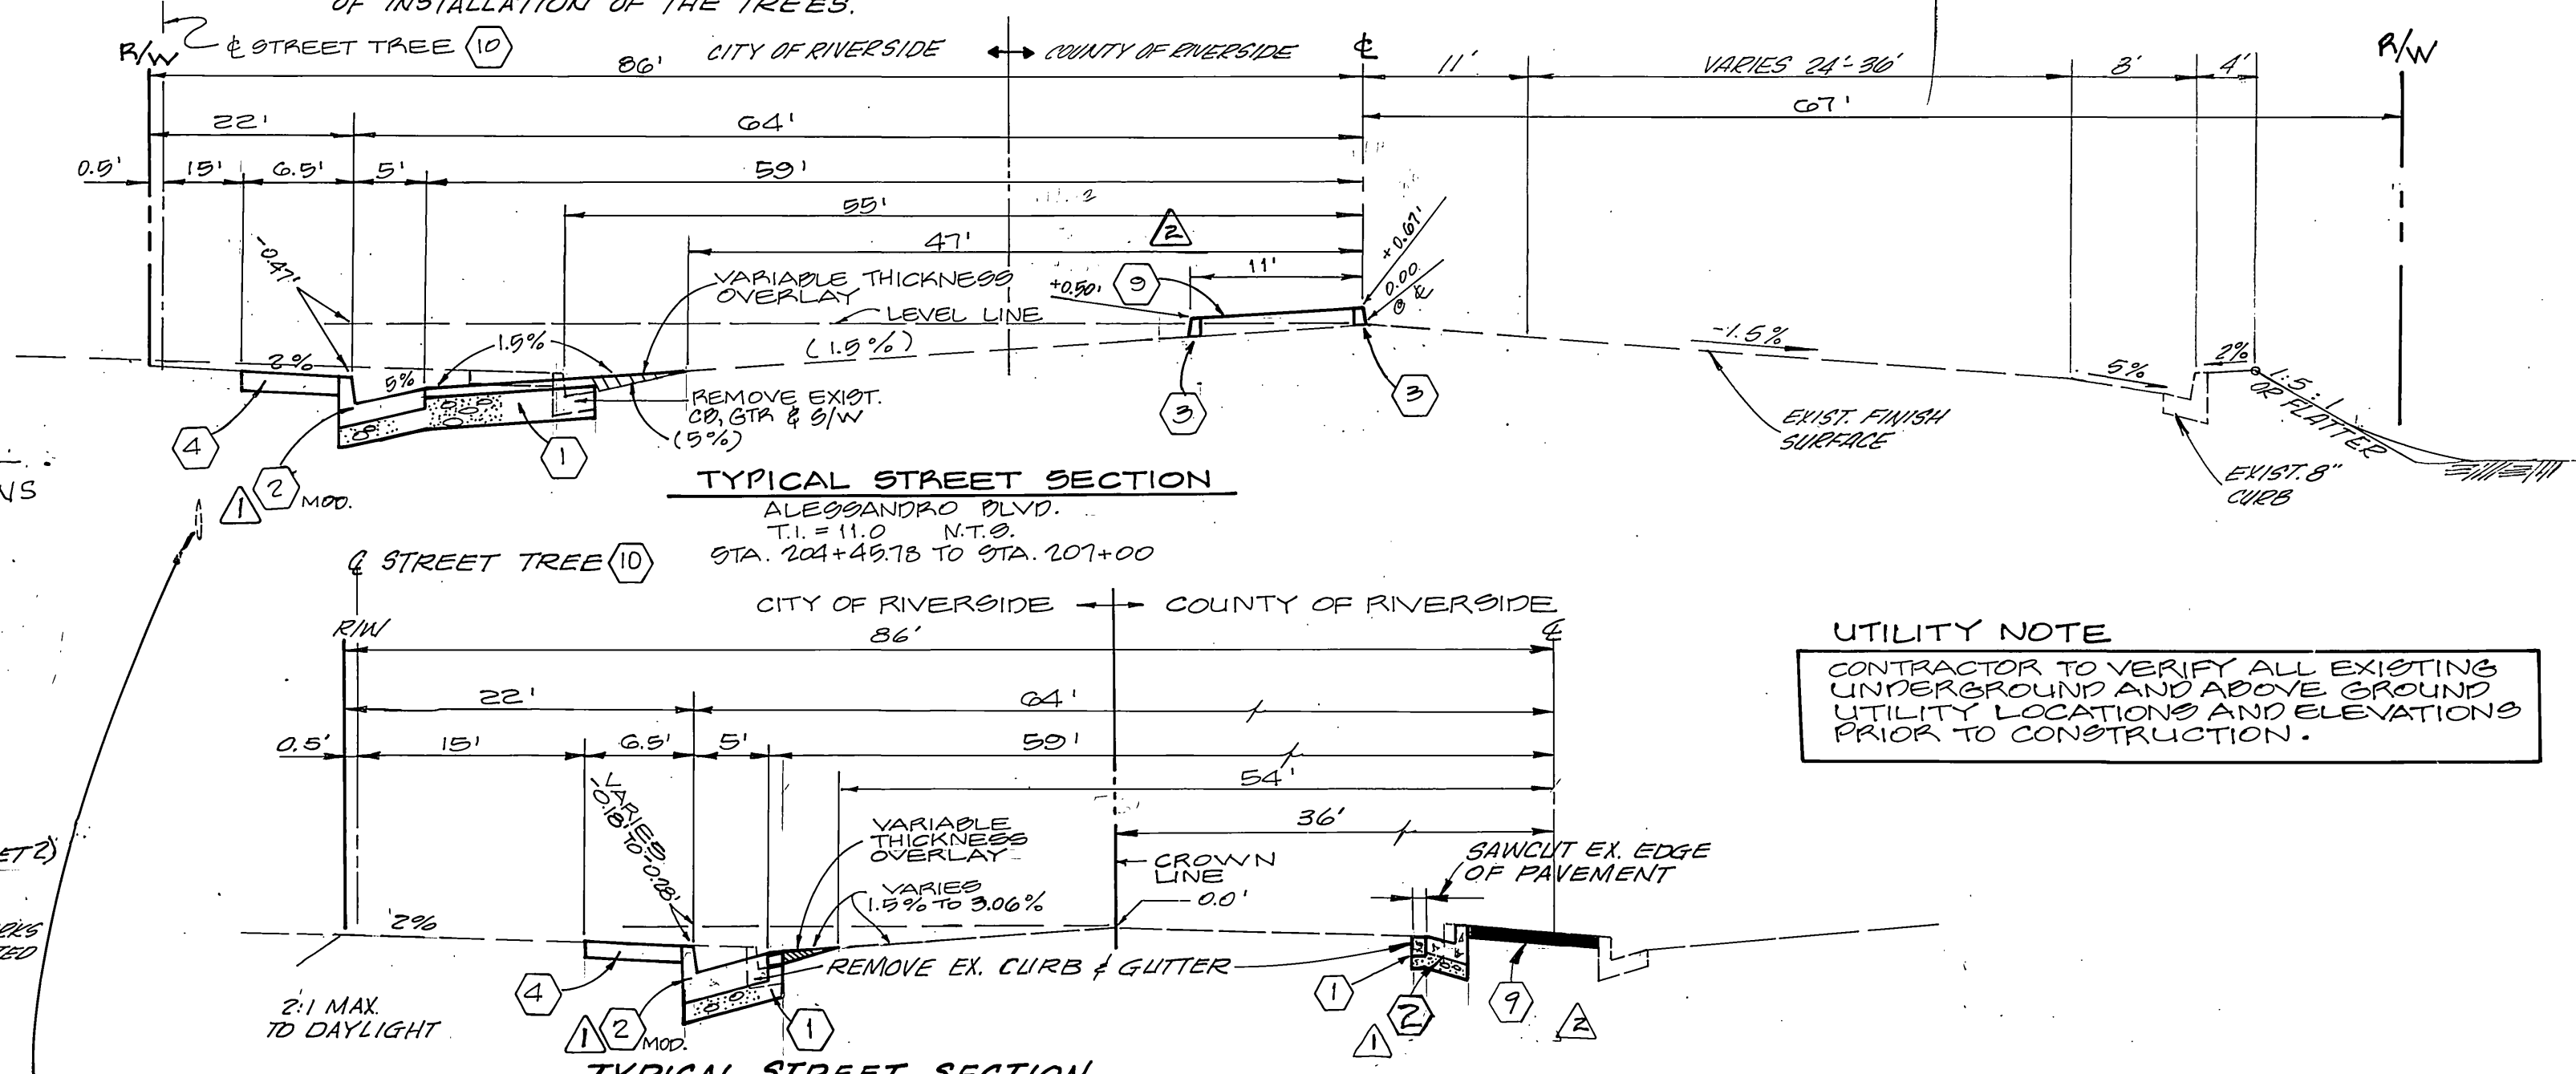 OF INSTALLATION OF THE TREES.
R/W
℄ STREET TREE 10
CITY OF RIVERSIDE
COUNTY OF RIVERSIDE
℄
R/W
86'
11'
VARIES 24'-36'
8'
4'
67'
22'
64'
0.5'
15'
6.5'
5'
59'
55'
2
47'
+0.67'
0.00 @ ℄
11'
-0.47'
VARIABLE THICKNESS
OVERLAY
+0.50'
9
LEVEL LINE
1.5%
(1.5%)
-1.5%
2%
5%
5%
2%
1.5:1
OR FLATTER
REMOVE EXIST.
CB, GTR & S/W
(5%)
3
3
EXIST. FINISH
SURFACE
EXIST. 8"
CURB
4
1
2 MOD.
1
TYPICAL STREET SECTION
ALESSANDRO BLVD.
T.I. = 11.0 N.T.S.
STA. 204+45.78 TO STA. 207+00
℄ STREET TREE 10
CITY OF RIVERSIDE
COUNTY OF RIVERSIDE
R/W
℄
86'
22'
64'
0.5'
15'
6.5'
5'
59'
54'
36'
VARIES
-0.18' TO -0.28'
VARIABLE
THICKNESS
OVERLAY
VARIES
1.5% TO 3.06%
CROWN
LINE
0.0'
SAWCUT EX. EDGE
OF PAVEMENT
2%
REMOVE EX. CURB & GUTTER
4
2:1 MAX.
TO DAYLIGHT
1
2 MOD.
1
1
2
9
1
2
TYPICAL STREET SECTION
UTILITY NOTE
CONTRACTOR TO VERIFY ALL EXISTING
UNDERGROUND AND ABOVE GROUND
UTILITY LOCATIONS AND ELEVATIONS
PRIOR TO CONSTRUCTION.